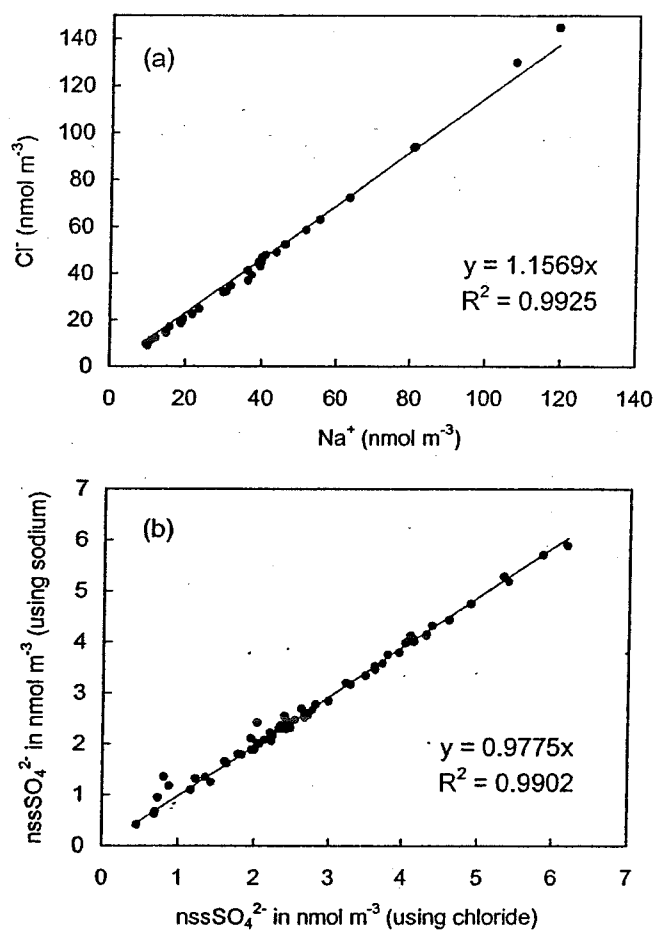 140
(a)
120
100
80
60
40
20
0
Cl⁻ (nmol m⁻³)
y = 1.1569x
R² = 0.9925
0 20 40 60 80 100 120 140
Na⁺ (nmol m⁻³)
7
(b)
6
5
4
3
2
1
0
nssSO₄²⁻ in nmol m⁻³ (using sodium)
y = 0.9775x
R² = 0.9902
0 1 2 3 4 5 6 7
nssSO₄²⁻ in nmol m⁻³ (using chloride)